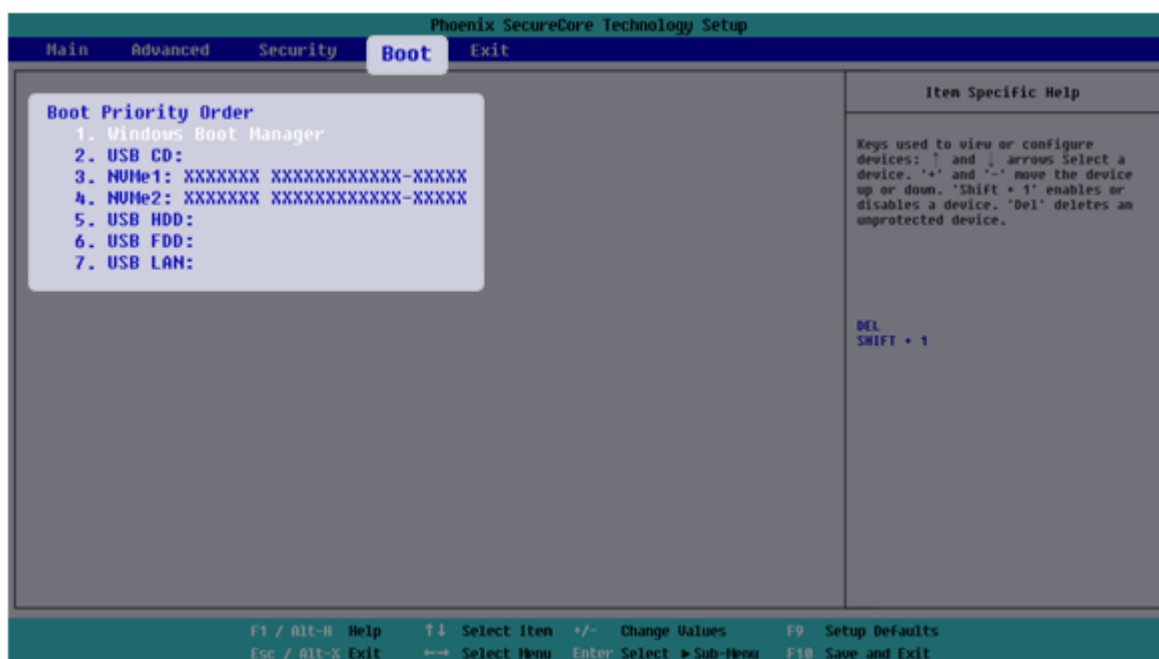 Phoenix SecureCore Technology Setup
Main Advanced Security Boot Exit
Boot Priority Order
1. Windows Boot Manager
2. USB CD:
3. NVMe1: XXXXXXX XXXXXXXXXXXX-XXXXX
4. NVMe2: XXXXXXX XXXXXXXXXXXX-XXXXX
5. USB HDD:
6. USB FDD:
7. USB LAN:
Item Specific Help
Keys used to view or configure
devices: ↑ and ↓ arrows Select a
device. '+' and '-' move the device
up or down. 'Shift + 1' enables or
disables a device. 'Del' deletes an
unprotected device.
DEL
SHIFT + 1
F1 / Alt-H Help ↑↓ Select Item +/- Change Values F9 Setup Defaults
Esc / Alt-X Exit ←→ Select Menu Enter Select ▶ Sub-Menu F10 Save and Exit